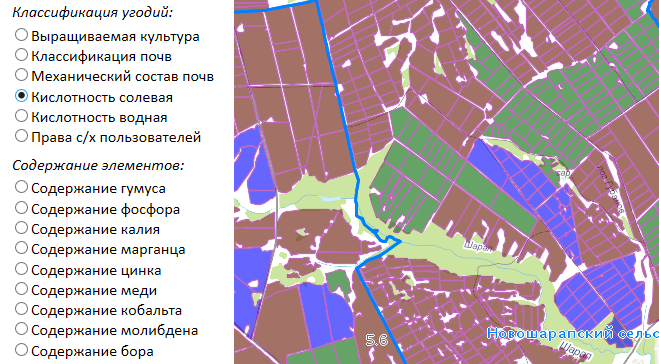 Классификация угодий:
Выращиваемая культура
Классификация почв
Механический состав почв
Кислотность солевая
Кислотность водная
Права с/х пользователей
Содержание элементов:
Содержание гумуса
Содержание фосфора
Содержание калия
Содержание марганца
Содержание цинка
Содержание меди
Содержание кобальта
Содержание молибдена
Содержание бора
сар.
Шарап
Новошарапский сельс
5.6